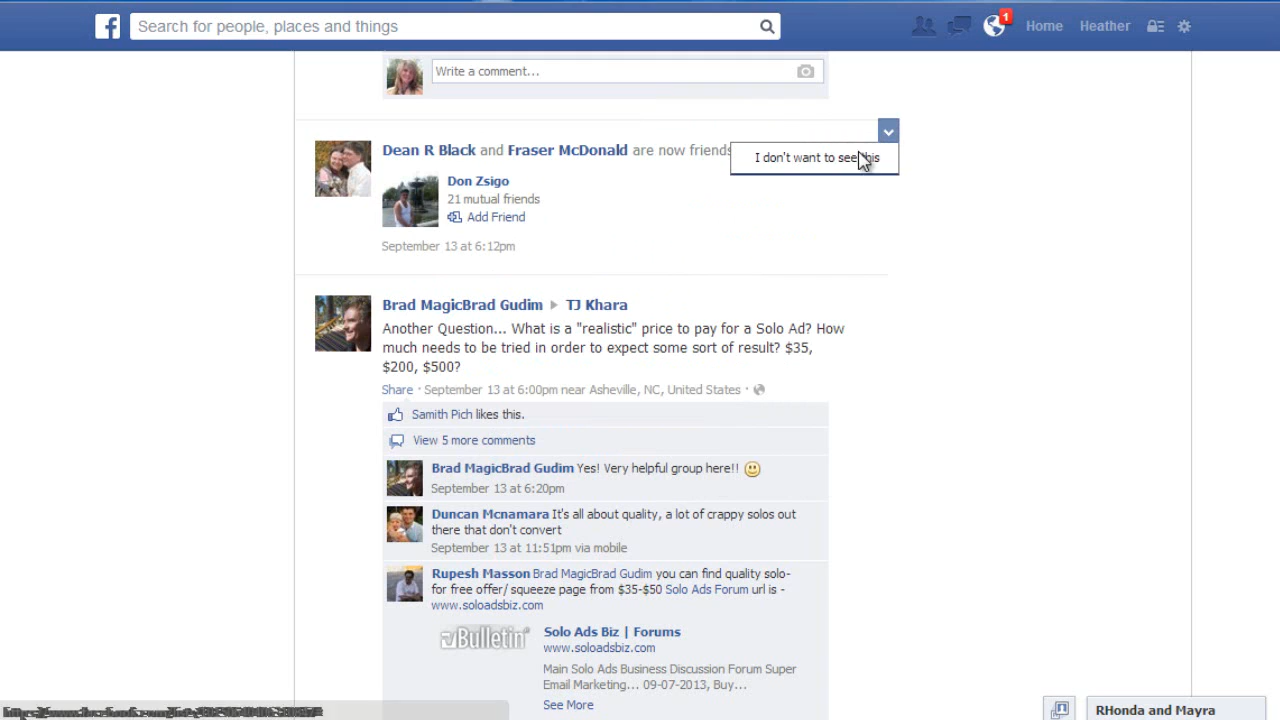 f Search for people, places and things 1 Home Heather
Write a comment...
Dean R Black and Fraser McDonald are now friends
I don't want to see this
Don Zsigo
21 mutual friends
Add Friend
September 13 at 6:12pm
Brad MagicBrad Gudim TJ Khara
Another Question... What is a "realistic" price to pay for a Solo Ad? How
much needs to be tried in order to expect some sort of result? $35,
$200, $500?
Share · September 13 at 6:00pm near Asheville, NC, United States ·
Samith Pich likes this.
View 5 more comments
Brad MagicBrad Gudim Yes! Very helpful group here!!
September 13 at 6:20pm
Duncan Mcnamara It's all about quality, a lot of crappy solos out
there that don't convert
September 13 at 11:51pm via mobile
Rupesh Masson Brad MagicBrad Gudim you can find quality solo-
for free offer/ squeeze page from $35-$50 Solo Ads Forum url is -
www.soloadsbiz.com
vBulletin
Solo Ads Biz | Forums
www.soloadsbiz.com
Main Solo Ads Business Discussion Forum Super
Email Marketing... 09-07-2013, Buy...
See More
RHonda and Mayra